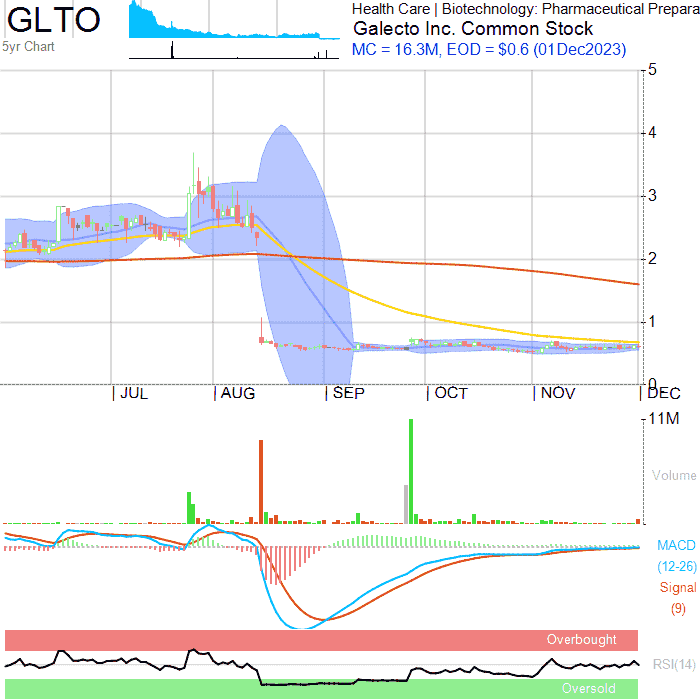 GLTO
5yr Chart
Health Care | Biotechnology: Pharmaceutical Prepara
Galecto Inc. Common Stock
MC = 16.3M, EOD = $0.6 (01Dec2023)
5
4
3
2
1
0
JUL AUG SEP OCT NOV DEC
11M
Volume
MACD
(12-26)
Signal
(9)
Overbought
RSI(14)
Oversold